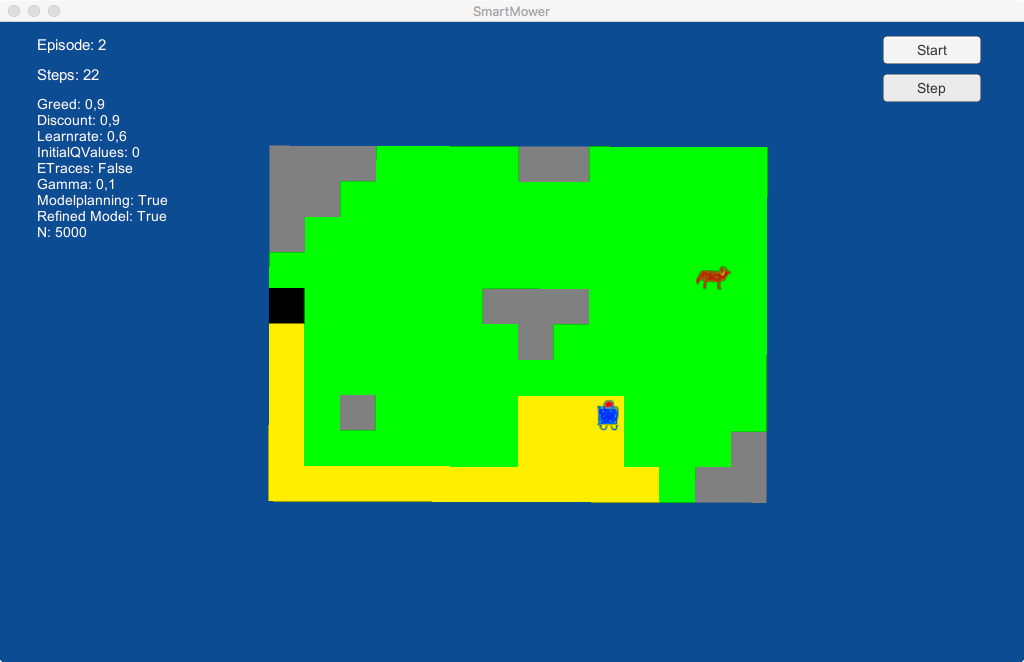 SmartMower
Episode: 2
Steps: 22
Greed: 0,9
Discount: 0,9
Learnrate: 0,6
InitialQValues: 0
ETraces: False
Gamma: 0,1
Modelplanning: True
Refined Model: True
N: 5000
Start
Step